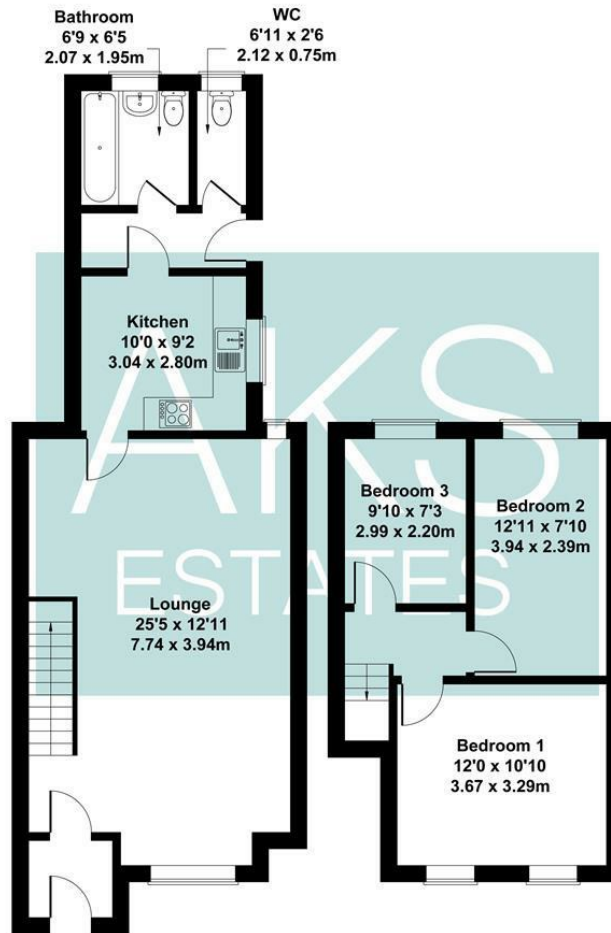 Bathroom
6'9 x 6'5
2.07 x 1.95m
WC
6'11 x 2'6
2.12 x 0.75m
Kitchen
10'0 x 9'2
3.04 x 2.80m
AKS
ESTATES
Bedroom 3
9'10 x 7'3
2.99 x 2.20m
Bedroom 2
12'11 x 7'10
3.94 x 2.39m
Lounge
25'5 x 12'11
7.74 x 3.94m
Bedroom 1
12'0 x 10'10
3.67 x 3.29m